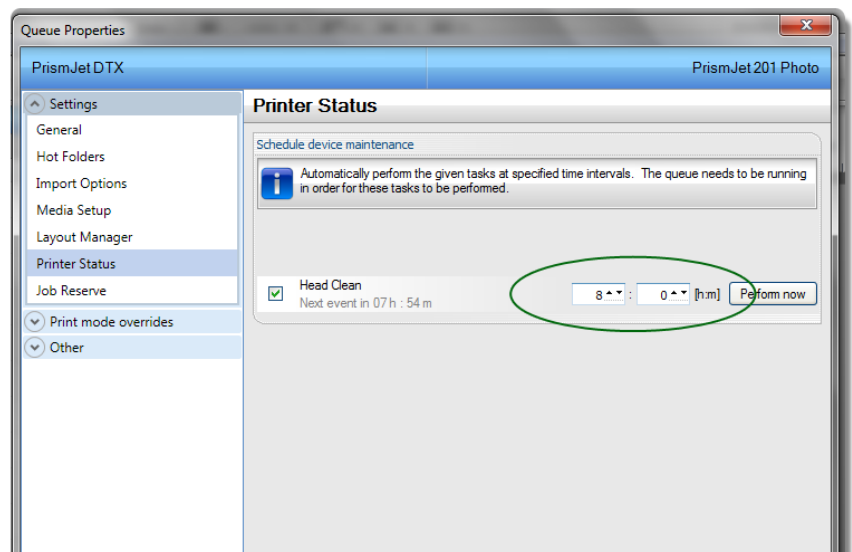 Queue Properties
PrismJet DTX
PrismJet 201 Photo
Settings
General
Hot Folders
Import Options
Media Setup
Layout Manager
Printer Status
Job Reserve
Print mode overrides
Other
Printer Status
Schedule device maintenance
Automatically perform the given tasks at specified time intervals. The queue needs to be running
in order for these tasks to be performed.
Head Clean
Next event in 07 h : 54 m
8 : 0 [h:m] Perform now